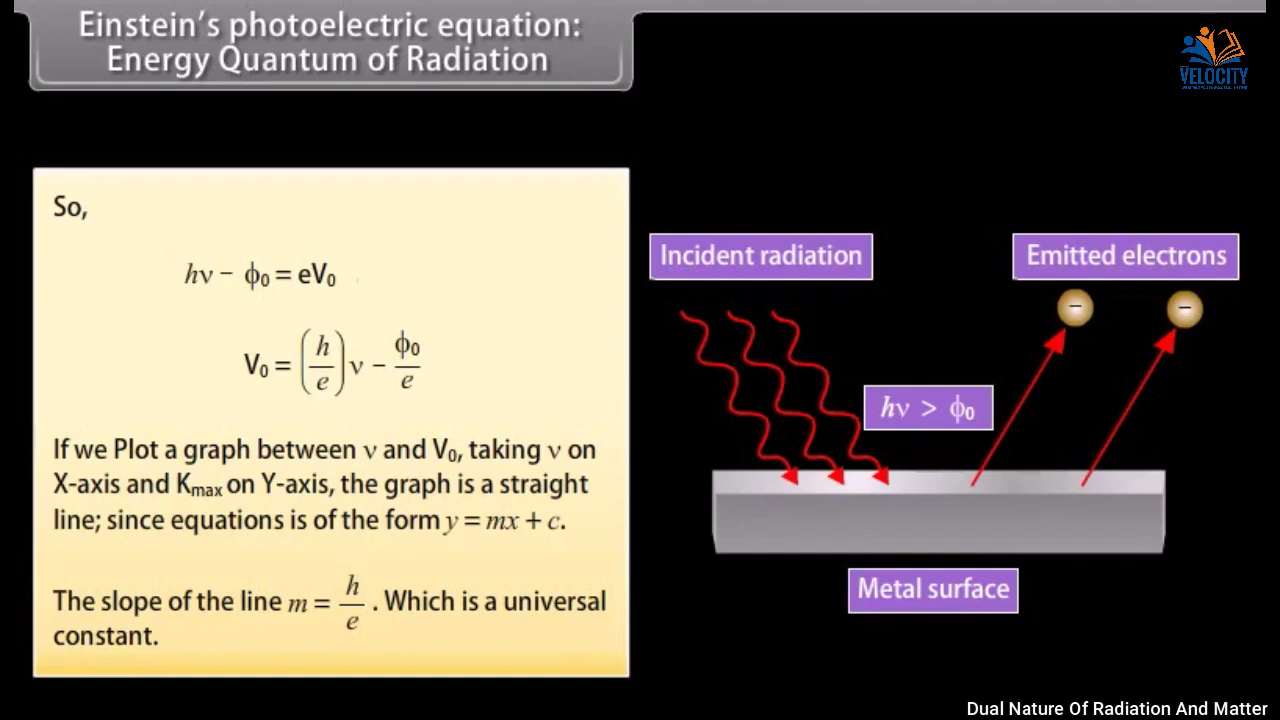 Einstein's photoelectric equation:
Energy Quantum of Radiation
VELOCITY
So,
hν − ϕ₀ = eV₀
V₀ = (h/e)ν − ϕ₀/e
If we Plot a graph between ν and V₀, taking ν on
X-axis and Kmax on Y-axis, the graph is a straight
line; since equations is of the form y = mx + c.
The slope of the line m = h/e. Which is a universal
constant.
Incident radiation
Emitted electrons
− −
hν > ϕ₀
Metal surface
Dual Nature Of Radiation And Matter